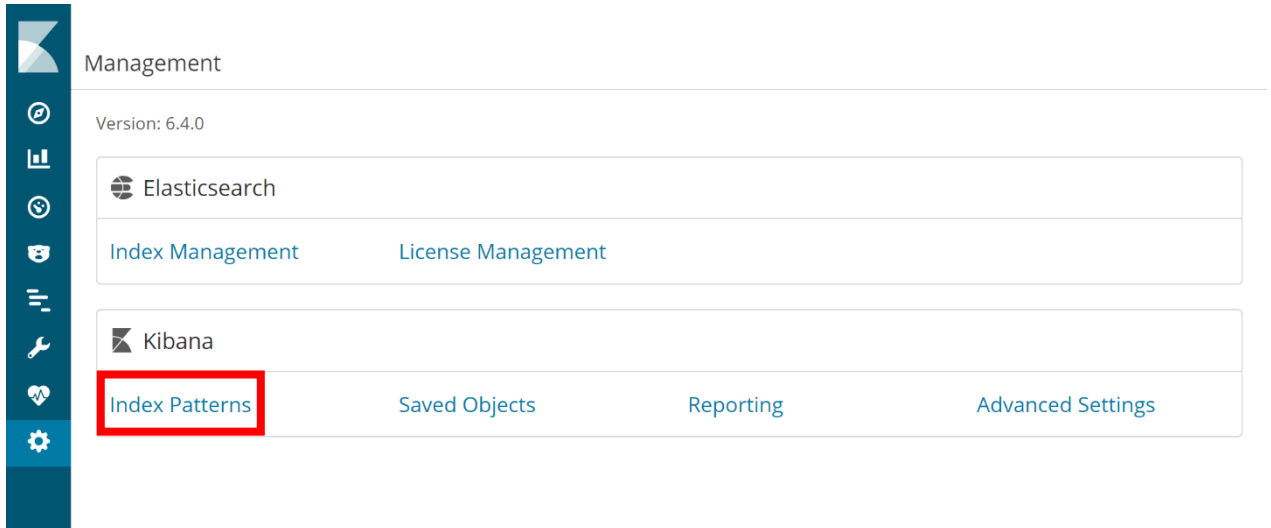 Management
Version: 6.4.0
Elasticsearch
Index Management License Management
Kibana
Index Patterns Saved Objects Reporting Advanced Settings